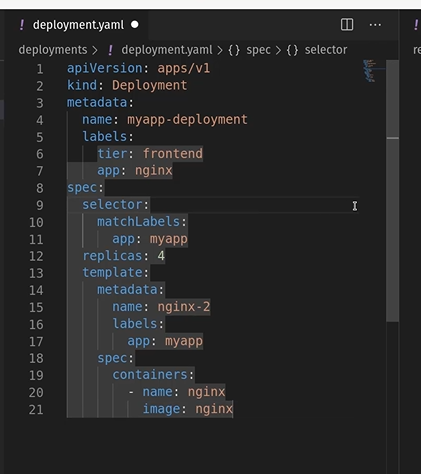 ! deployment.yaml ●
deployments > ! deployment.yaml > {} spec > {} selector
1 apiVersion: apps/v1
2 kind: Deployment
3 metadata:
4   name: myapp-deployment
5   labels:
6     tier: frontend
7     app: nginx
8 spec:
9   selector:
10     matchLabels:
11       app: myapp
12   replicas: 4
13   template:
14     metadata:
15       name: nginx-2
16       labels:
17         app: myapp
18     spec:
19       containers:
20         - name: nginx
21           image: nginx